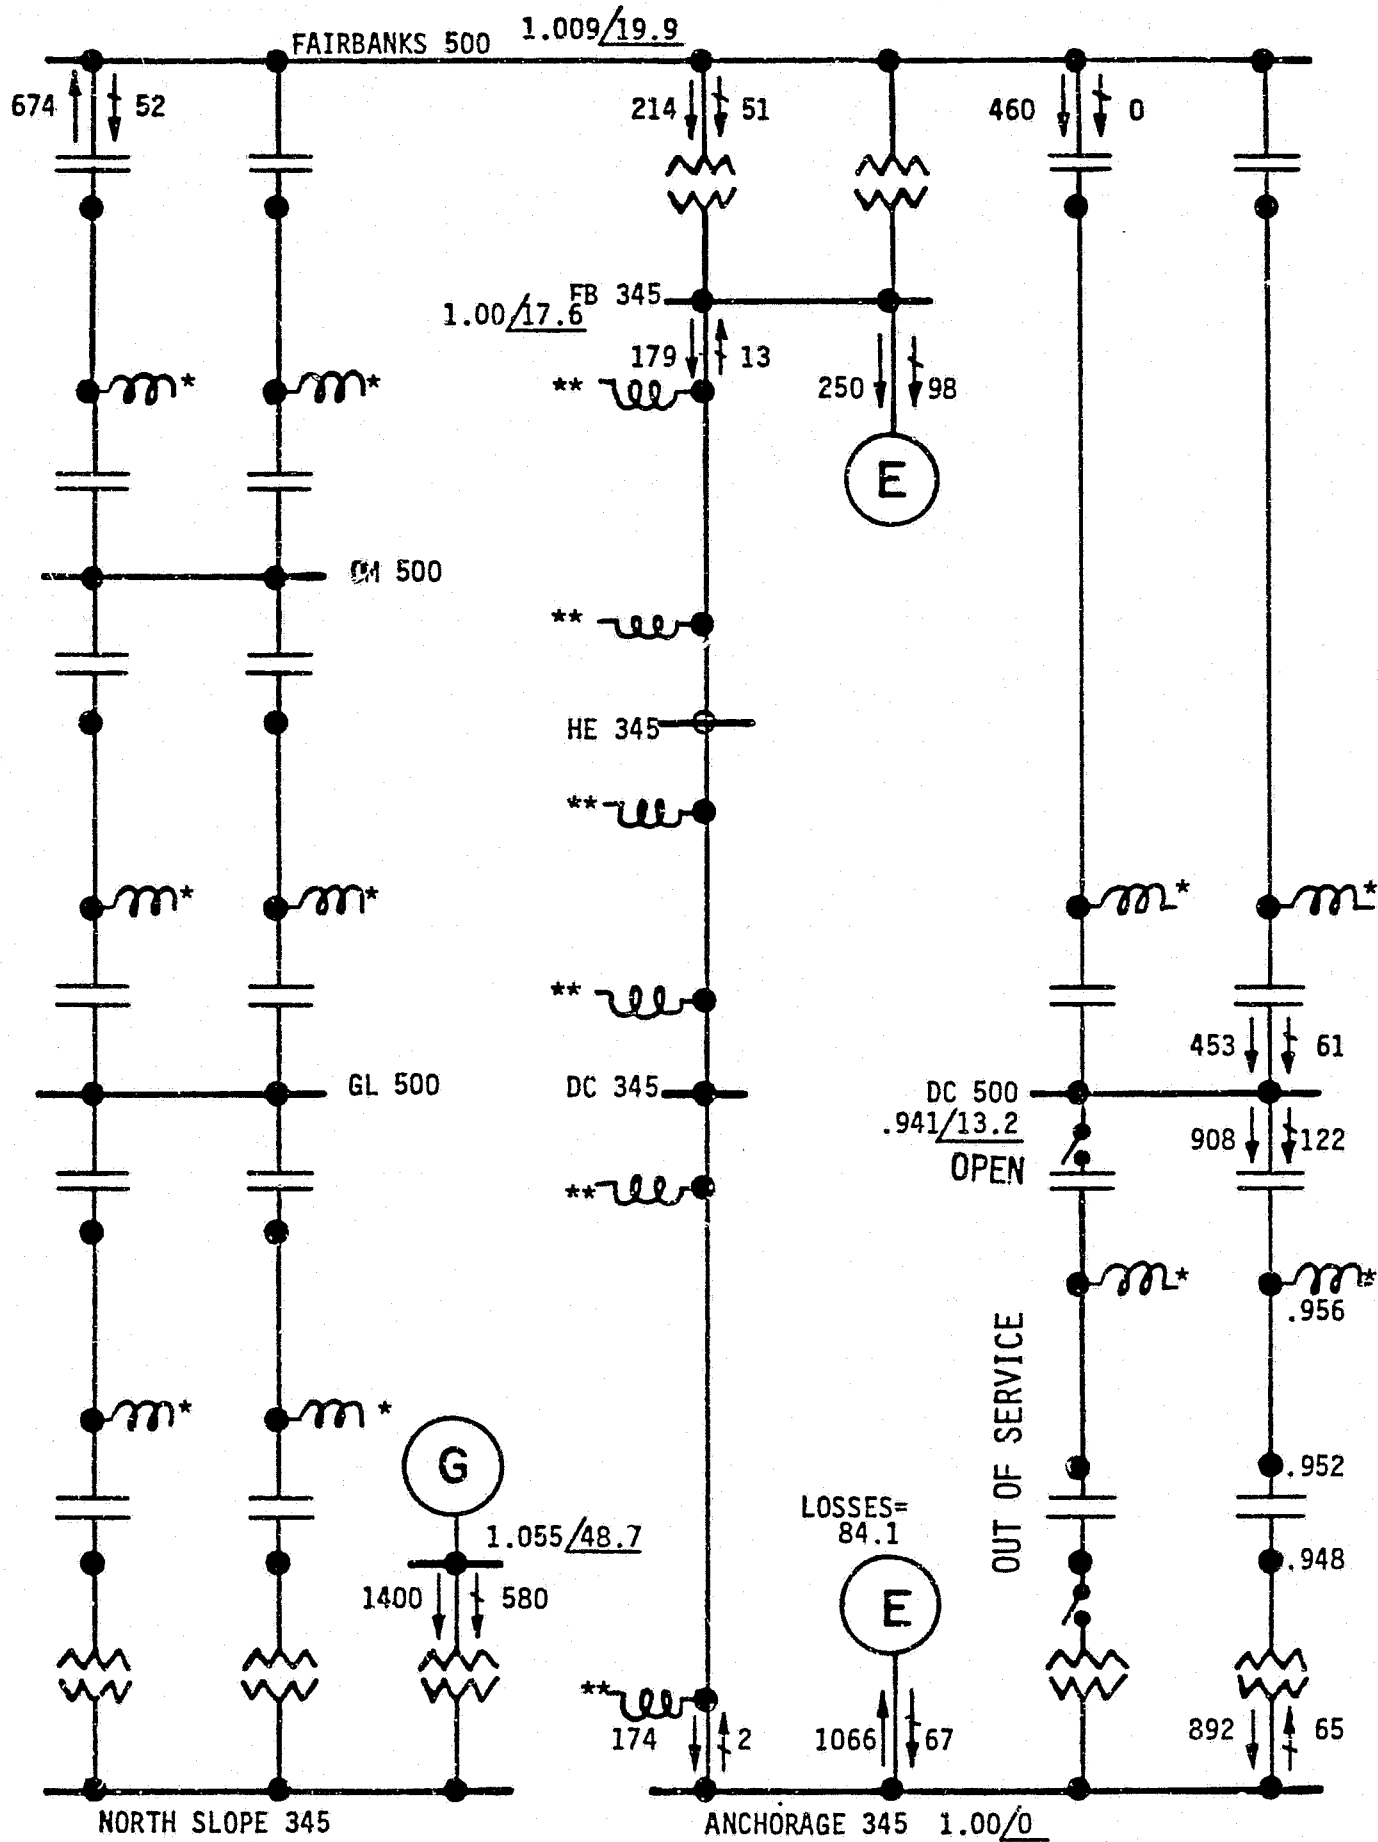 FAIRBANKS 500 1.009/19.9
674 52 214 51 460 0
FB 345
1.00/17.6
179 13
* * **
250 98
E
500
**
HE 345
**
* * ** * *
453 61
GL 500 DC 345 DC 500
.941/13.2
908 122
OPEN
**
* *
.956
OUT OF SERVICE
* *
G
.952
LOSSES=
84.1
1.055/48.7
.948
1400 580
E
**
174 2 1066 67 892 65
NORTH SLOPE 345 ANCHORAGE 345 1.00/0